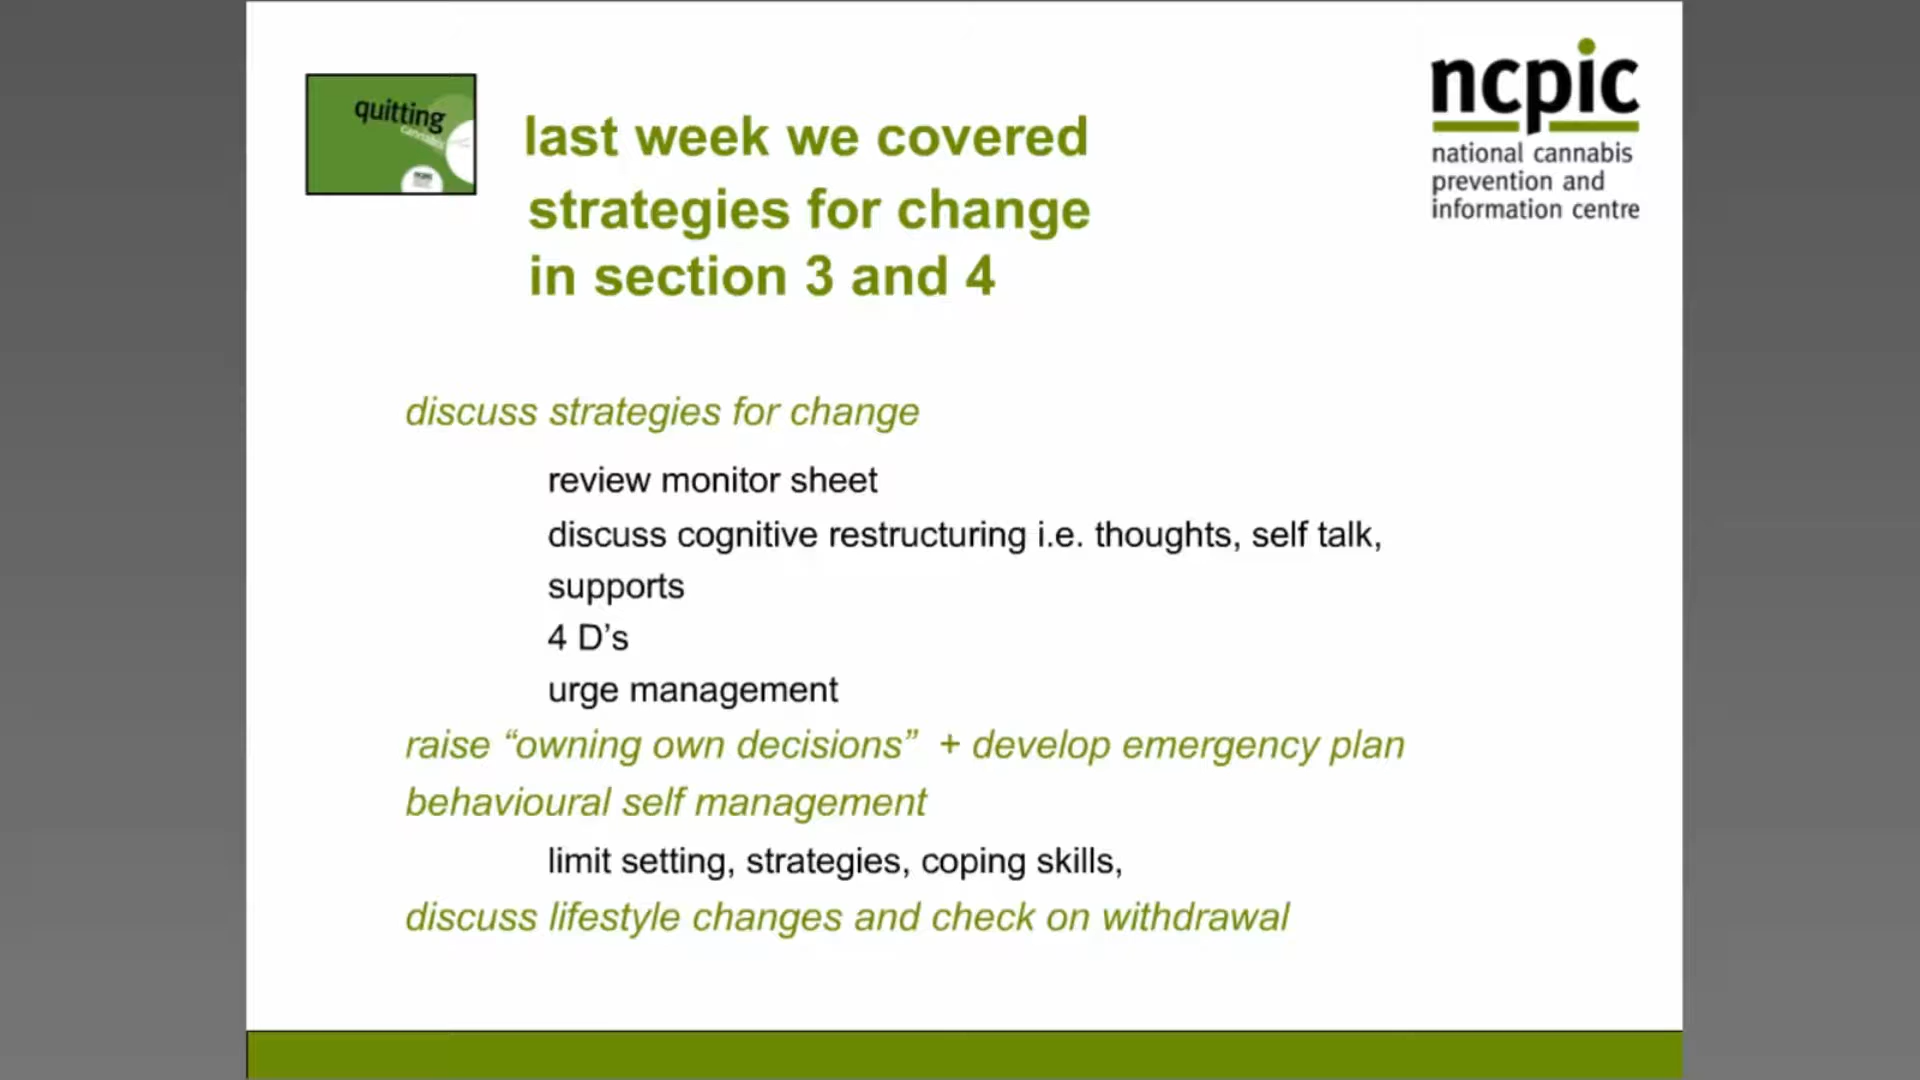 quitting
cannabis
last week we covered
strategies for change
in section 3 and 4
ncpic
national cannabis
prevention and
information centre
discuss strategies for change
review monitor sheet
discuss cognitive restructuring i.e. thoughts, self talk,
supports
4 D’s
urge management
raise “owning own decisions” + develop emergency plan
behavioural self management
limit setting, strategies, coping skills,
discuss lifestyle changes and check on withdrawal